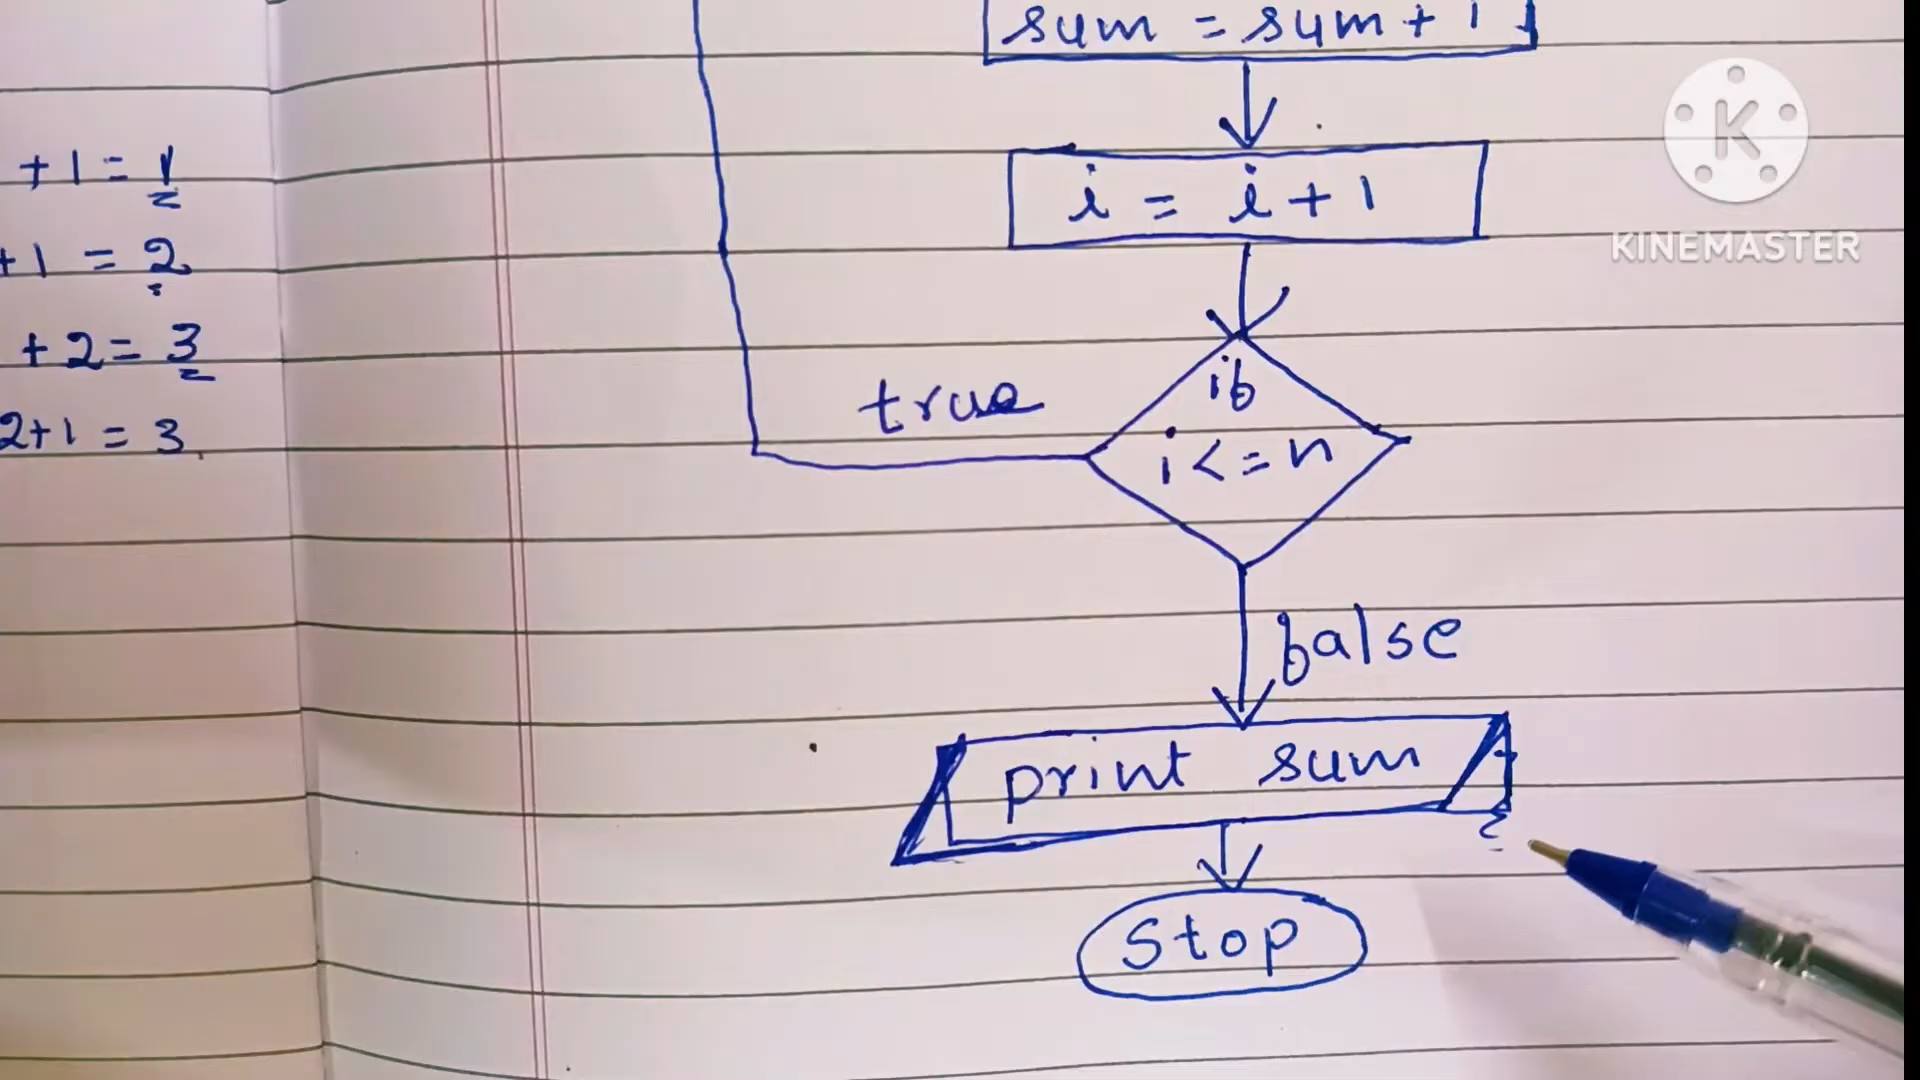 +1=1
+1=2
+2=3
2+1=3
sum=sum+i
i=i+1
if
i<=n
true
false
print sum
Stop
KINEMASTER